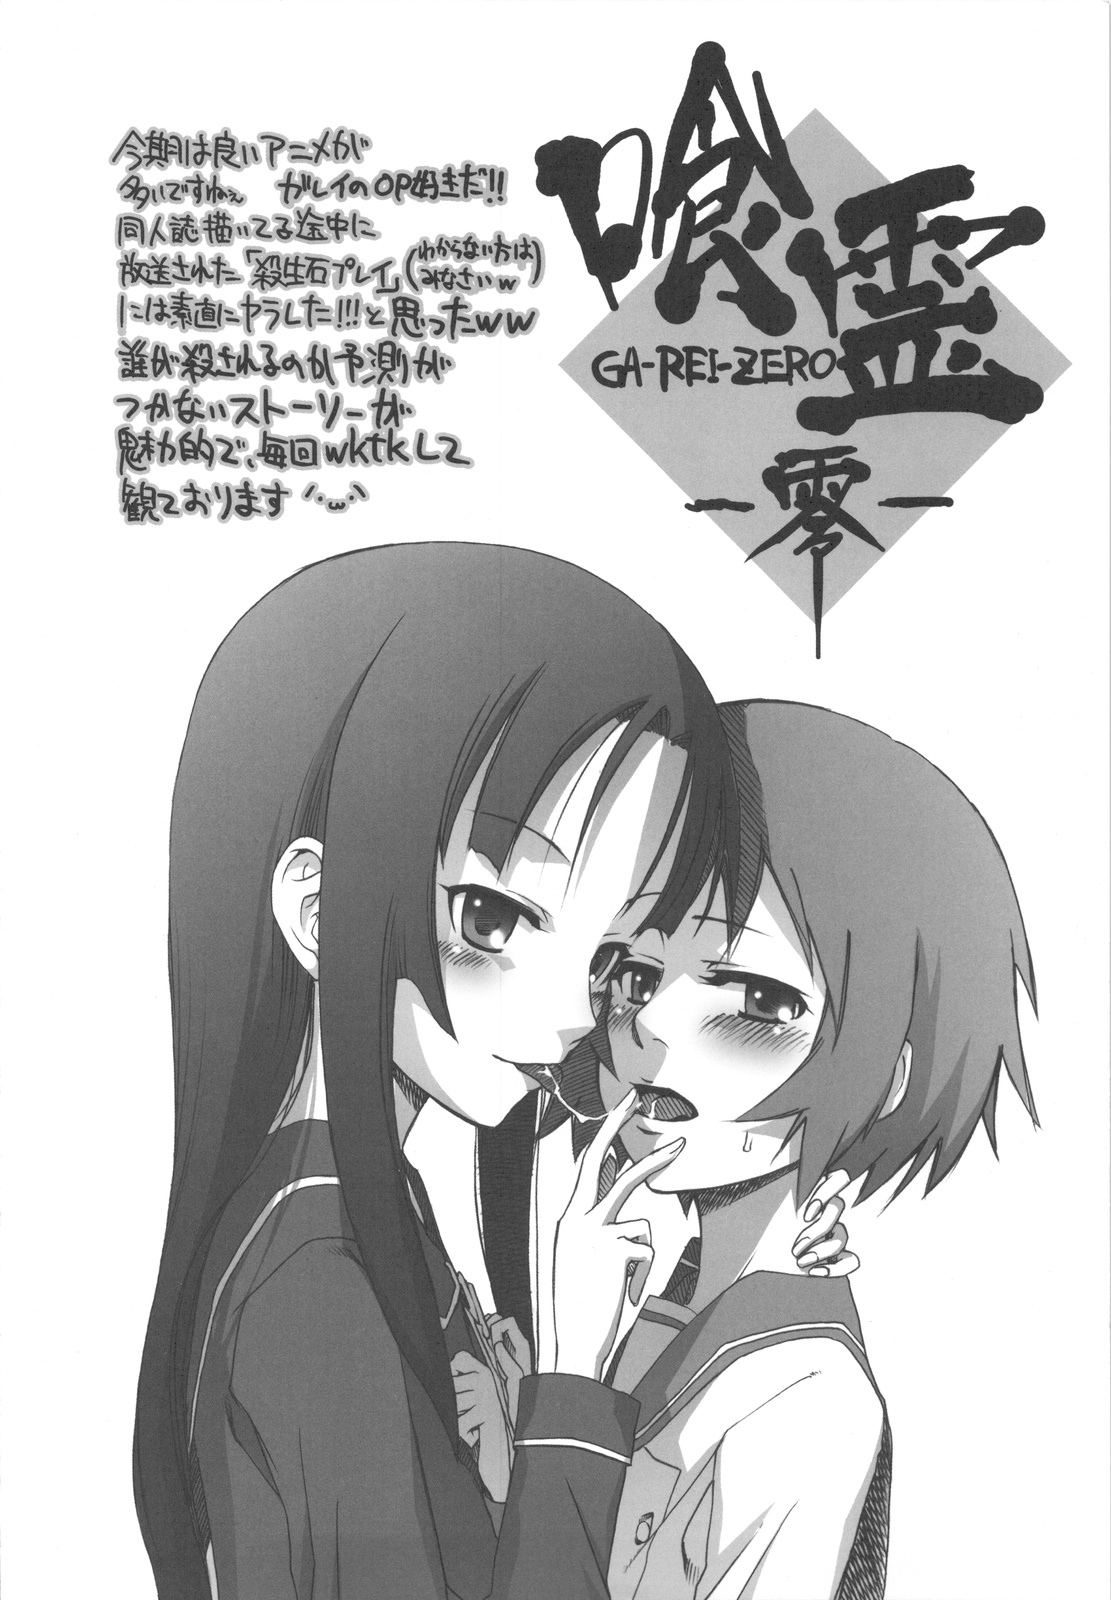 今期は良いアニメが
多いですねぇ ガレイのOP好きだ!!
同人誌描いてる途中に
放送された「殺生石プレイ」(わからない方はみなさいw)
には素直にヤラレた!!!と思ったww
誰が殺されるのか予測が
つかないストーリーが
魅力的で、毎回wktkして
観ております'･ω･`
喰霊
GA-REI-ZERO
-零-